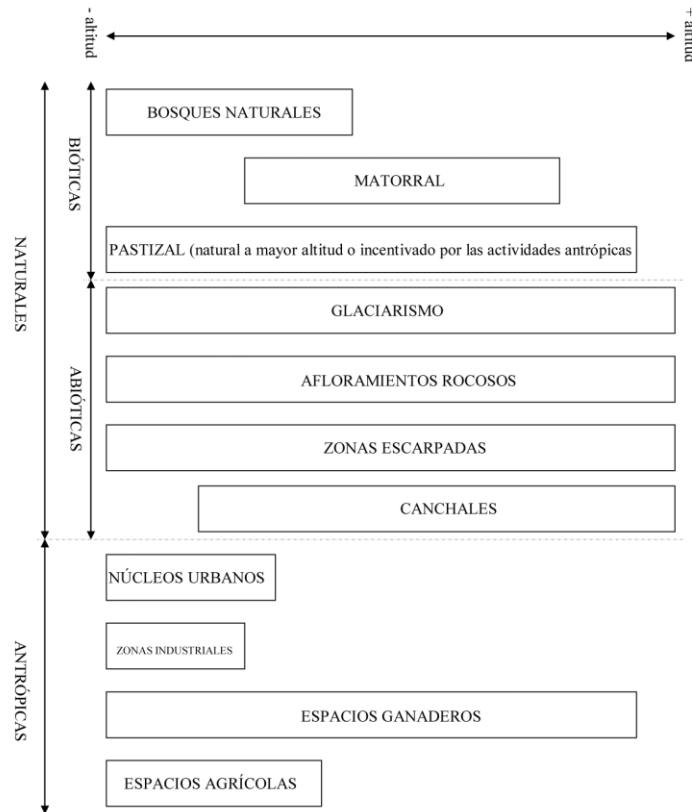 - altitud
+ altitud
NATURALES
BIÓTICAS
BOSQUES NATURALES
MATORRAL
PASTIZAL (natural a mayor altitud o incentivado por las actividades antrópicas
ABIÓTICAS
GLACIARISMO
AFLORAMIENTOS ROCOSOS
ZONAS ESCARPADAS
CANCHALES
ANTRÓPICAS
NÚCLEOS URBANOS
ZONAS INDUSTRIALES
ESPACIOS GANADEROS
ESPACIOS AGRÍCOLAS